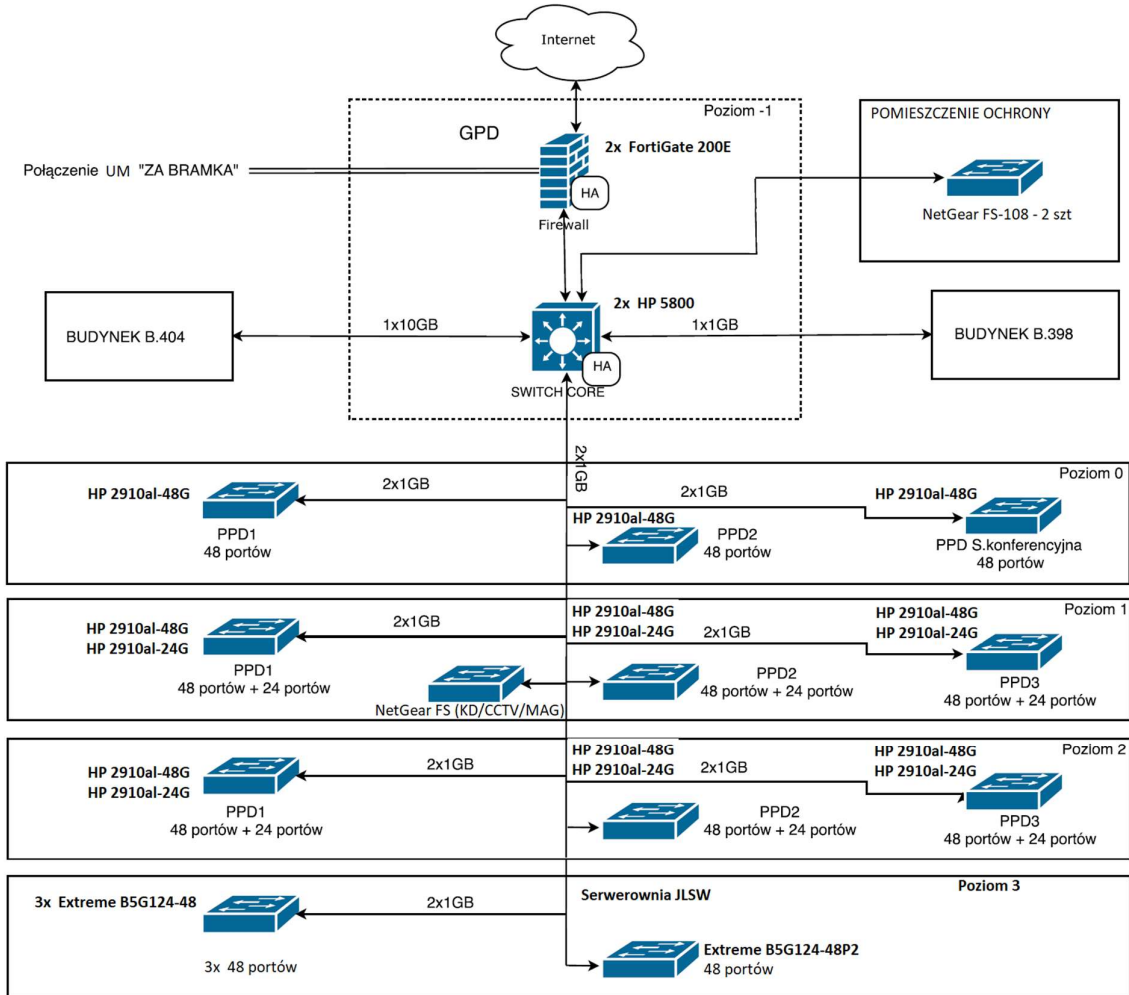 Internet
Poziom -1
GPD
2x FortiGate 200E
HA
Firewall
Połączenie UM "ZA BRAMKA"
POMIESZCZENIE OCHRONY
NetGear FS-108 - 2 szt
2x HP 5800
BUDYNEK B.404
1x10GB
1x1GB
BUDYNEK B.398
HA
SWITCH CORE
2x1GB
Poziom 0
HP 2910al-48G
2x1GB
PPD1
48 portów
HP 2910al-48G
PPD2
48 portów
2x1GB
HP 2910al-48G
PPD S.konferencyjna
48 portów
Poziom 1
HP 2910al-48G
HP 2910al-24G
2x1GB
PPD1
48 portów + 24 portów
NetGear FS (KD/CCTV/MAG)
HP 2910al-48G
HP 2910al-24G
2x1GB
PPD2
48 portów + 24 portów
HP 2910al-48G
HP 2910al-24G
PPD3
48 portów + 24 portów
Poziom 2
HP 2910al-48G
HP 2910al-24G
2x1GB
PPD1
48 portów + 24 portów
HP 2910al-48G
HP 2910al-24G
2x1GB
PPD2
48 portów + 24 portów
HP 2910al-48G
HP 2910al-24G
PPD3
48 portów + 24 portów
Poziom 3
3x Extreme B5G124-48
2x1GB
3x 48 portów
Serwerownia JLSW
Extreme B5G124-48P2
48 portów